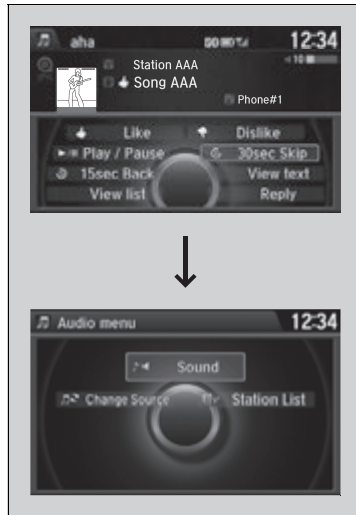 aha 12:34
Station AAA
Song AAA
Phone#1
Like Dislike
Play / Pause 30sec Skip
15sec Back View text
View list Reply
Audio menu 12:34
Sound
Change Source Station List